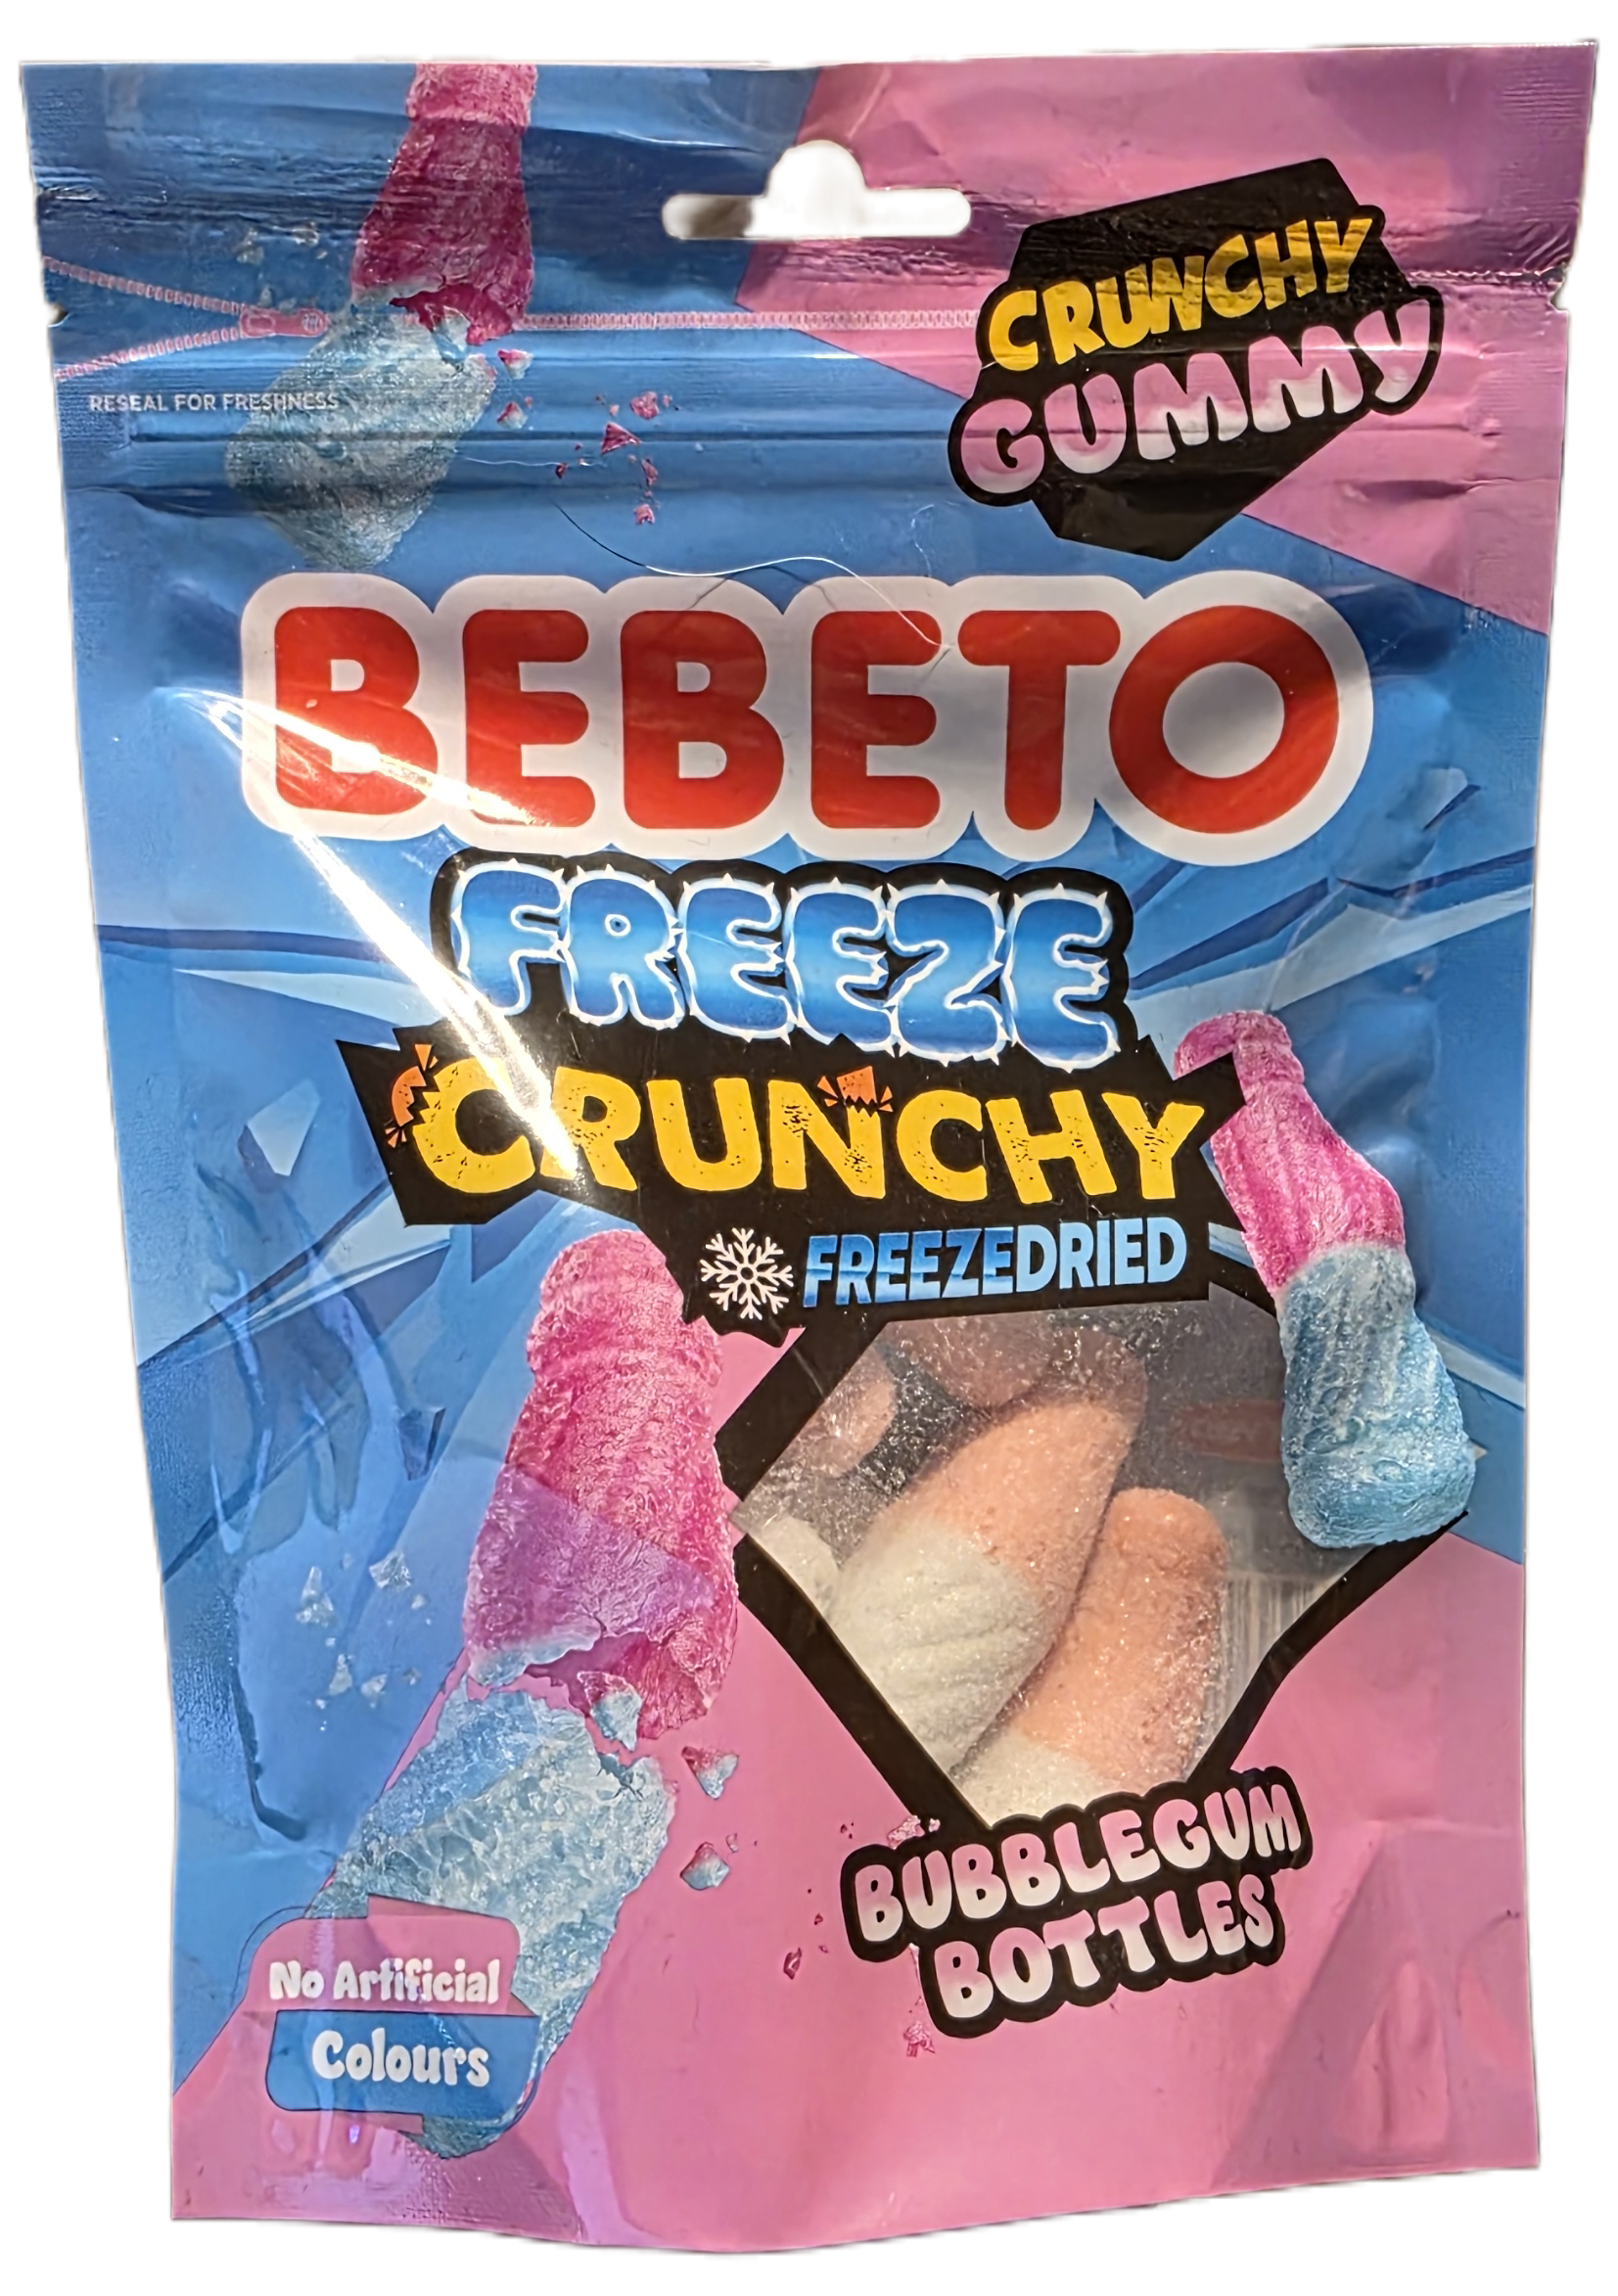 CRUNCHY
GUMMY
RESEAL FOR FRESHNESS
BEBETO
FREEZE
CRUNCHY
FREEZEDRIED
BUBBLEGUM
BOTTLES
No Artificial
Colours